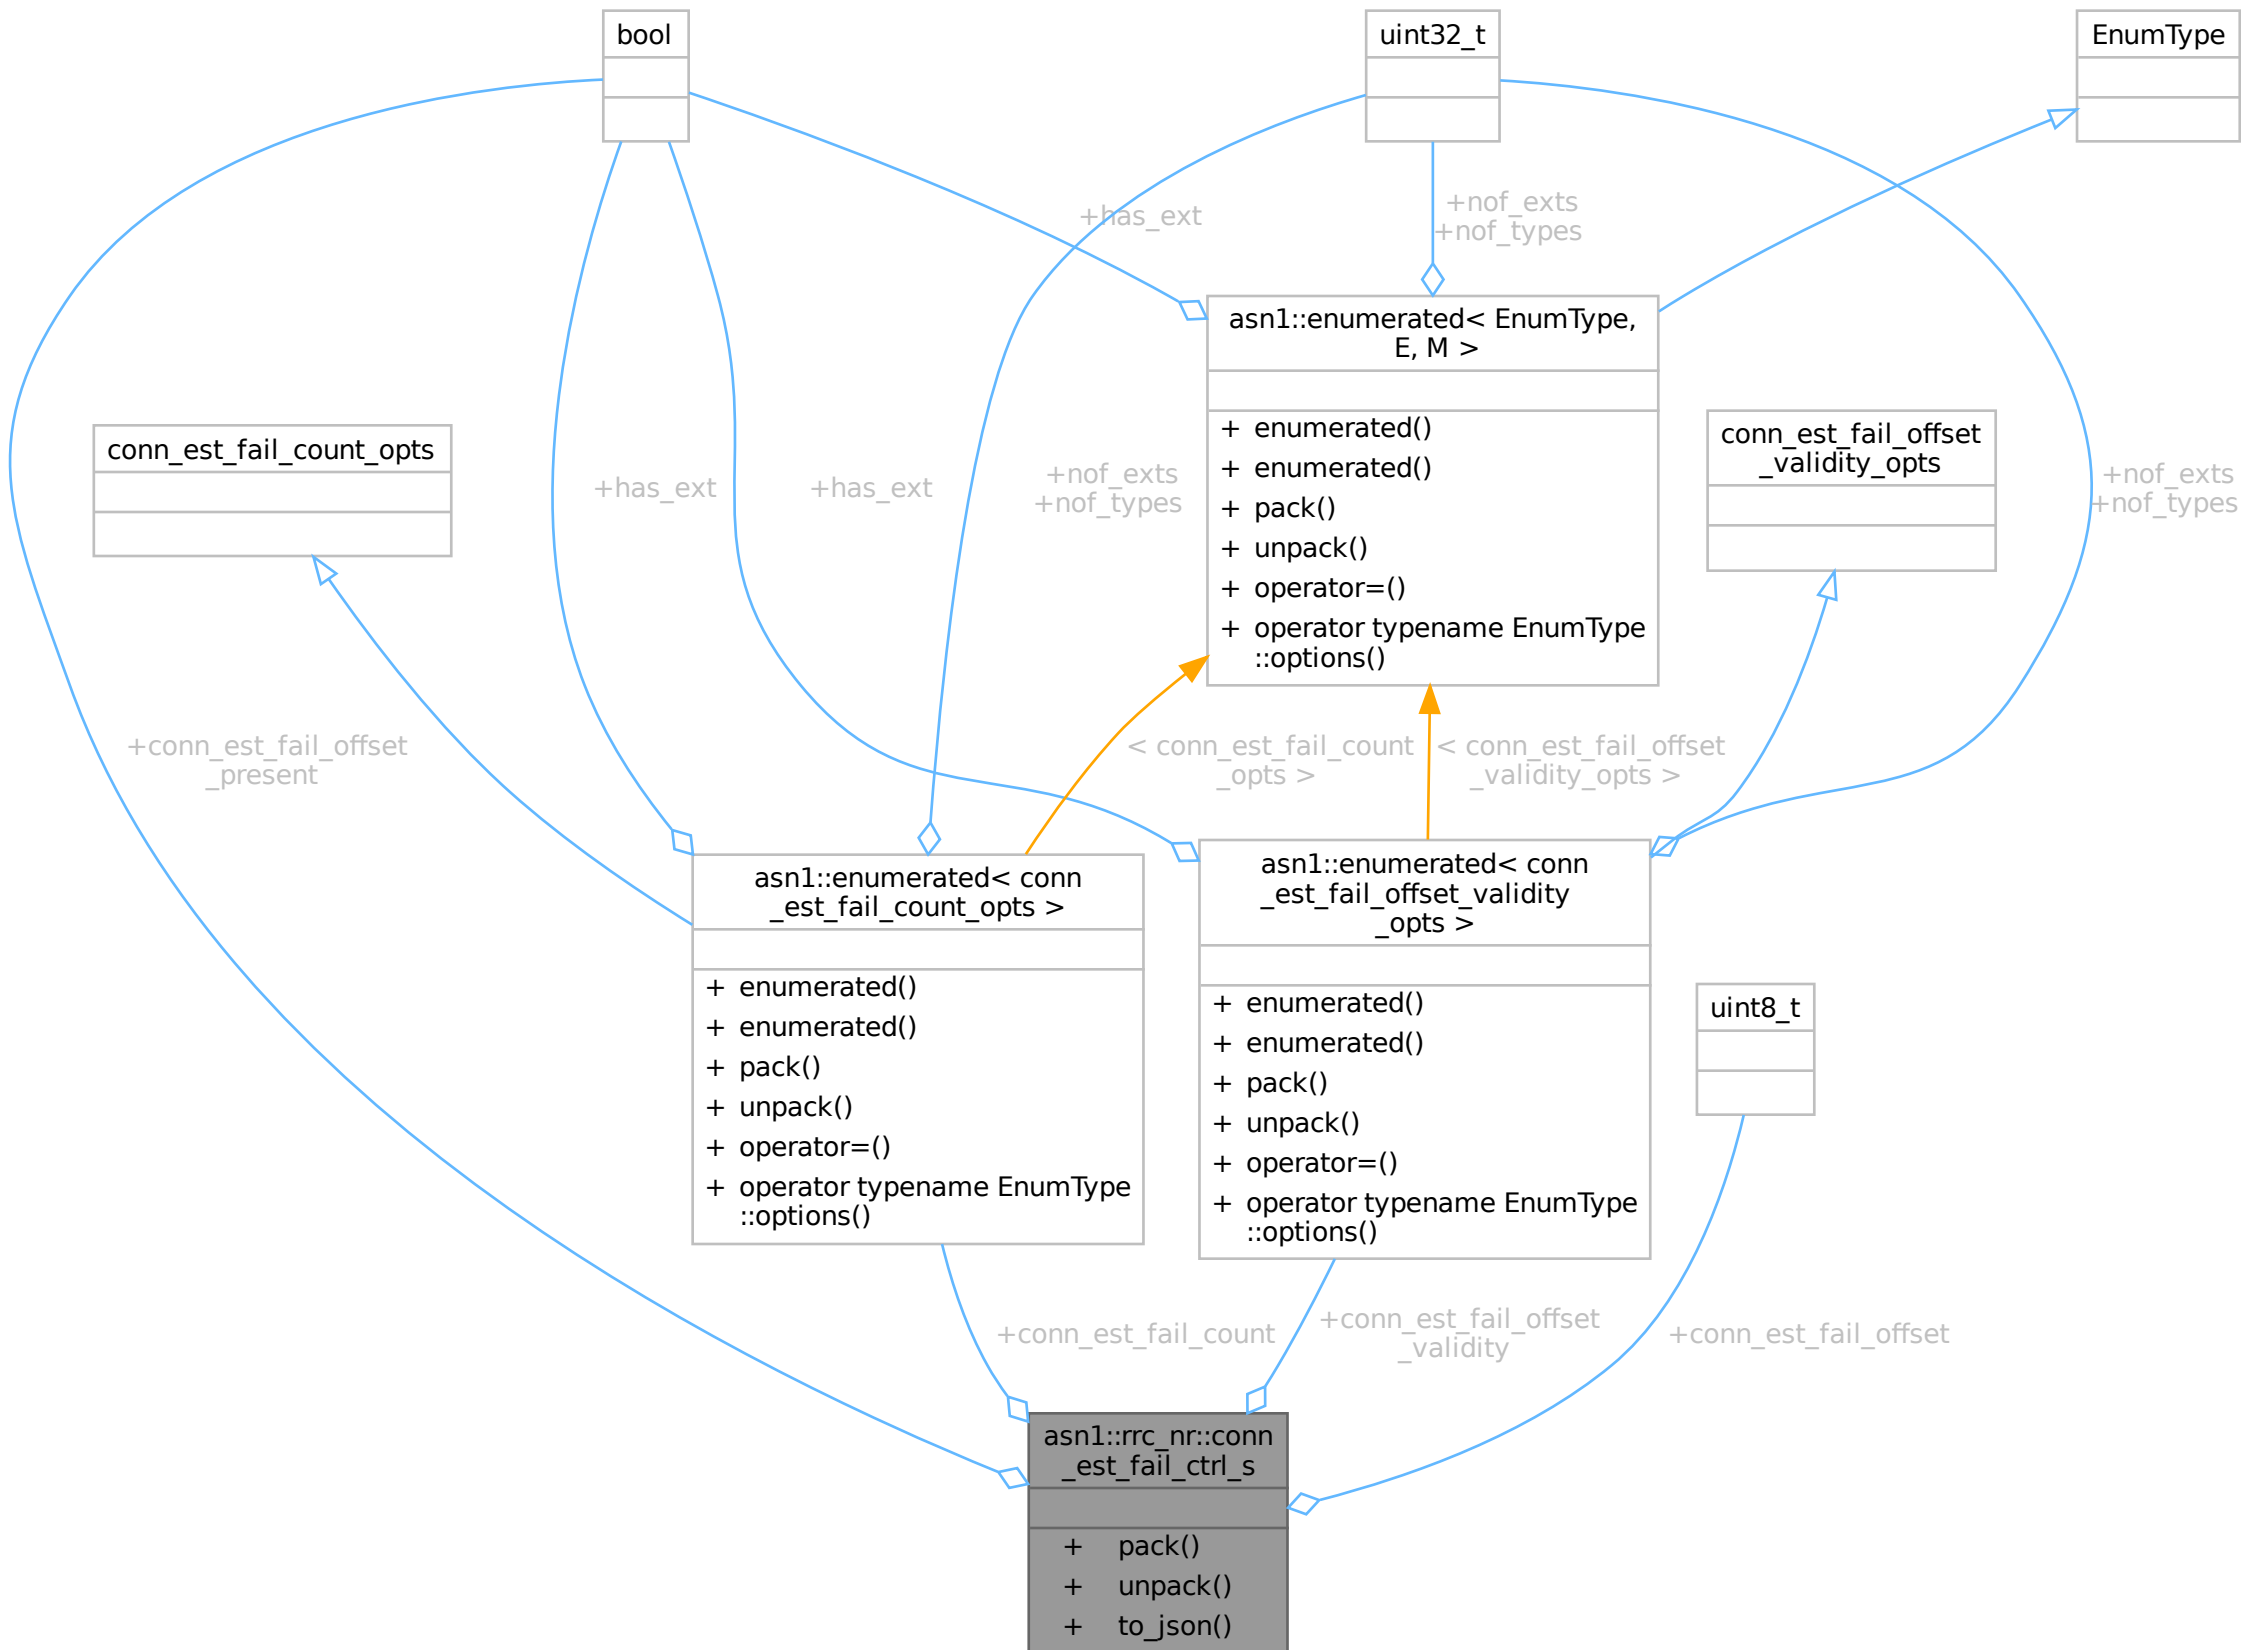 bool
uint32_t
EnumType
+has_ext
+nof_exts
+nof_types
asn1::enumerated< EnumType,
E, M >
+ enumerated()
+ enumerated()
+ pack()
+ unpack()
+ operator=()
+ operator typename EnumType
::options()
conn_est_fail_count_opts
conn_est_fail_offset
_validity_opts
+has_ext
+has_ext
+nof_exts
+nof_types
+nof_exts
+nof_types
+conn_est_fail_offset
_present
< conn_est_fail_count
_opts >
< conn_est_fail_offset
_validity_opts >
asn1::enumerated< conn
_est_fail_count_opts >
+ enumerated()
+ enumerated()
+ pack()
+ unpack()
+ operator=()
+ operator typename EnumType
::options()
asn1::enumerated< conn
_est_fail_offset_validity
_opts >
+ enumerated()
+ enumerated()
+ pack()
+ unpack()
+ operator=()
+ operator typename EnumType
::options()
uint8_t
+conn_est_fail_count
+conn_est_fail_offset
_validity
+conn_est_fail_offset
asn1::rrc_nr::conn
_est_fail_ctrl_s
+ pack()
+ unpack()
+ to_json()